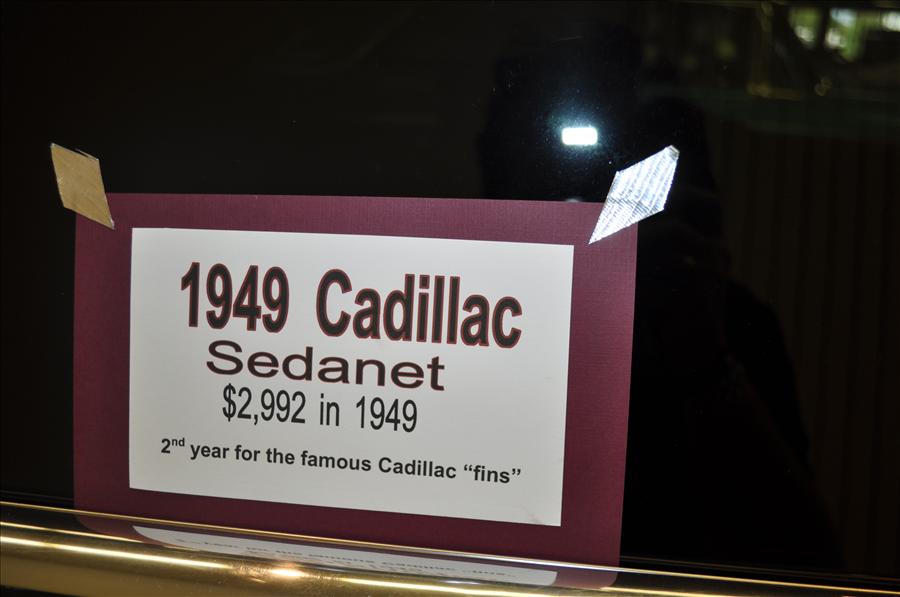 1949 Cadillac
Sedanet
$2,992 in 1949
2nd year for the famous Cadillac “fins”